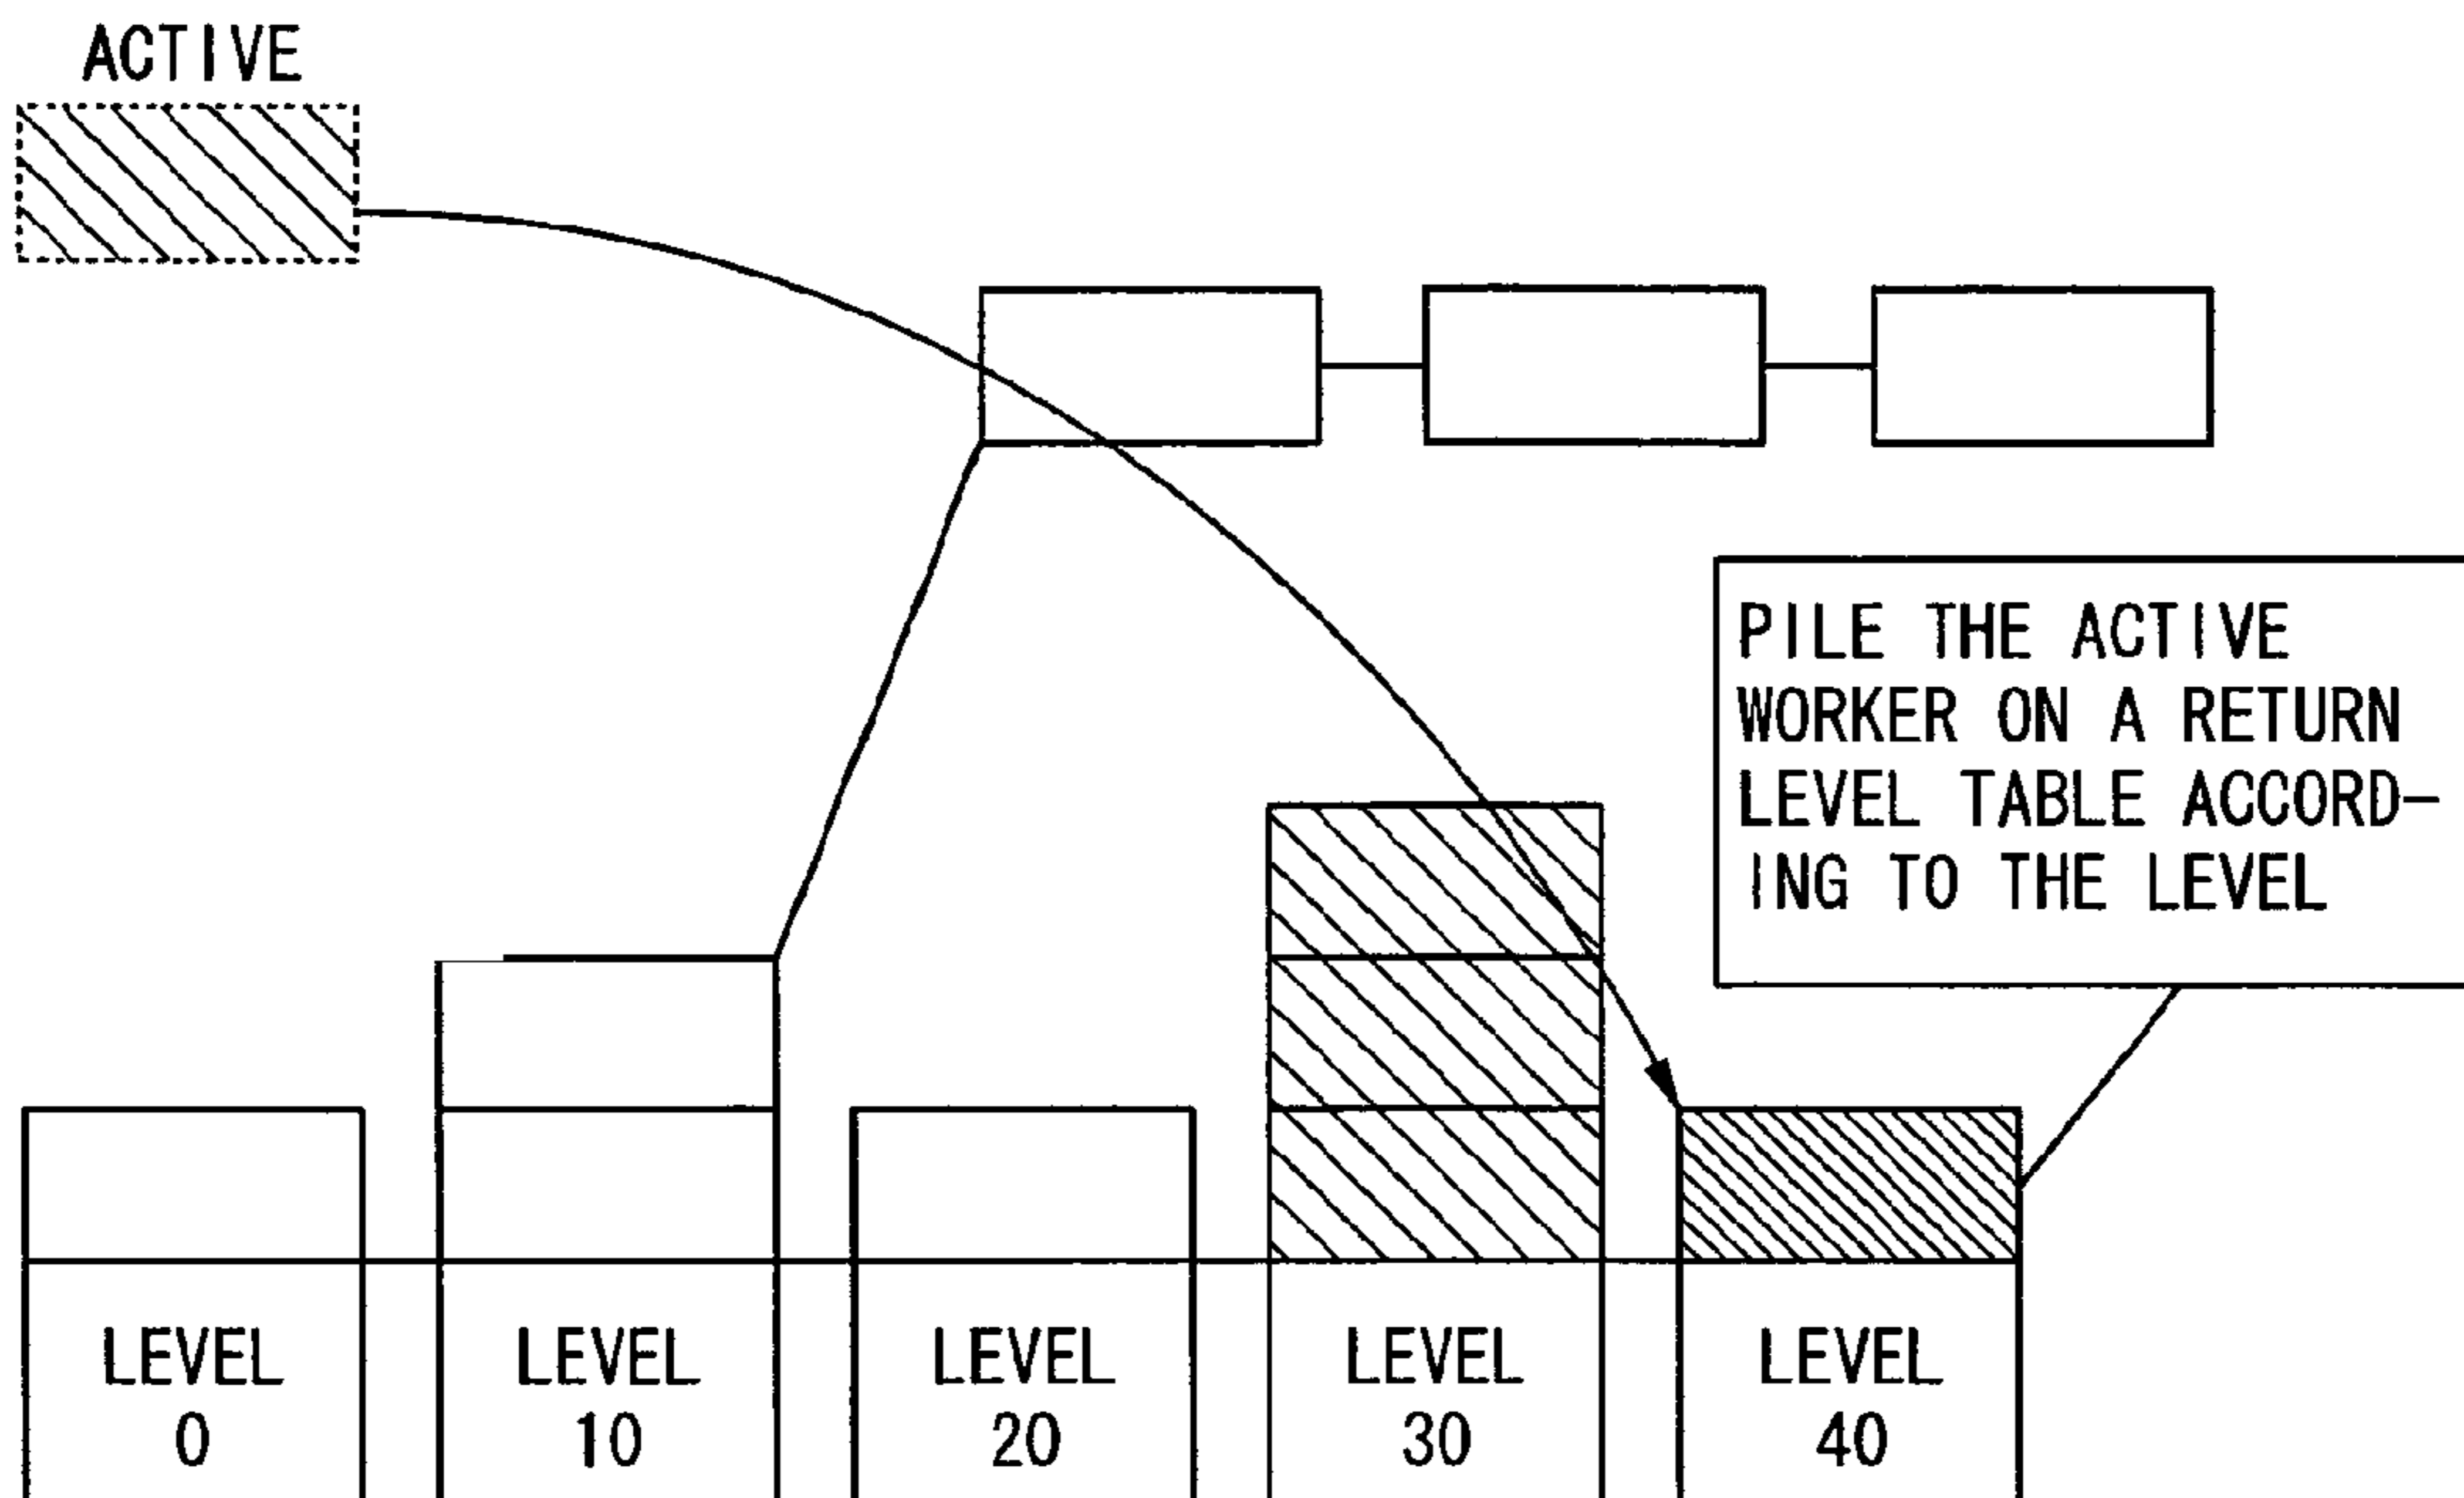 ACTIVE
PILE THE ACTIVE
WORKER ON A RETURN
LEVEL TABLE ACCORD-
ING TO THE LEVEL
LEVEL
0
LEVEL
10
LEVEL
20
LEVEL
30
LEVEL
40